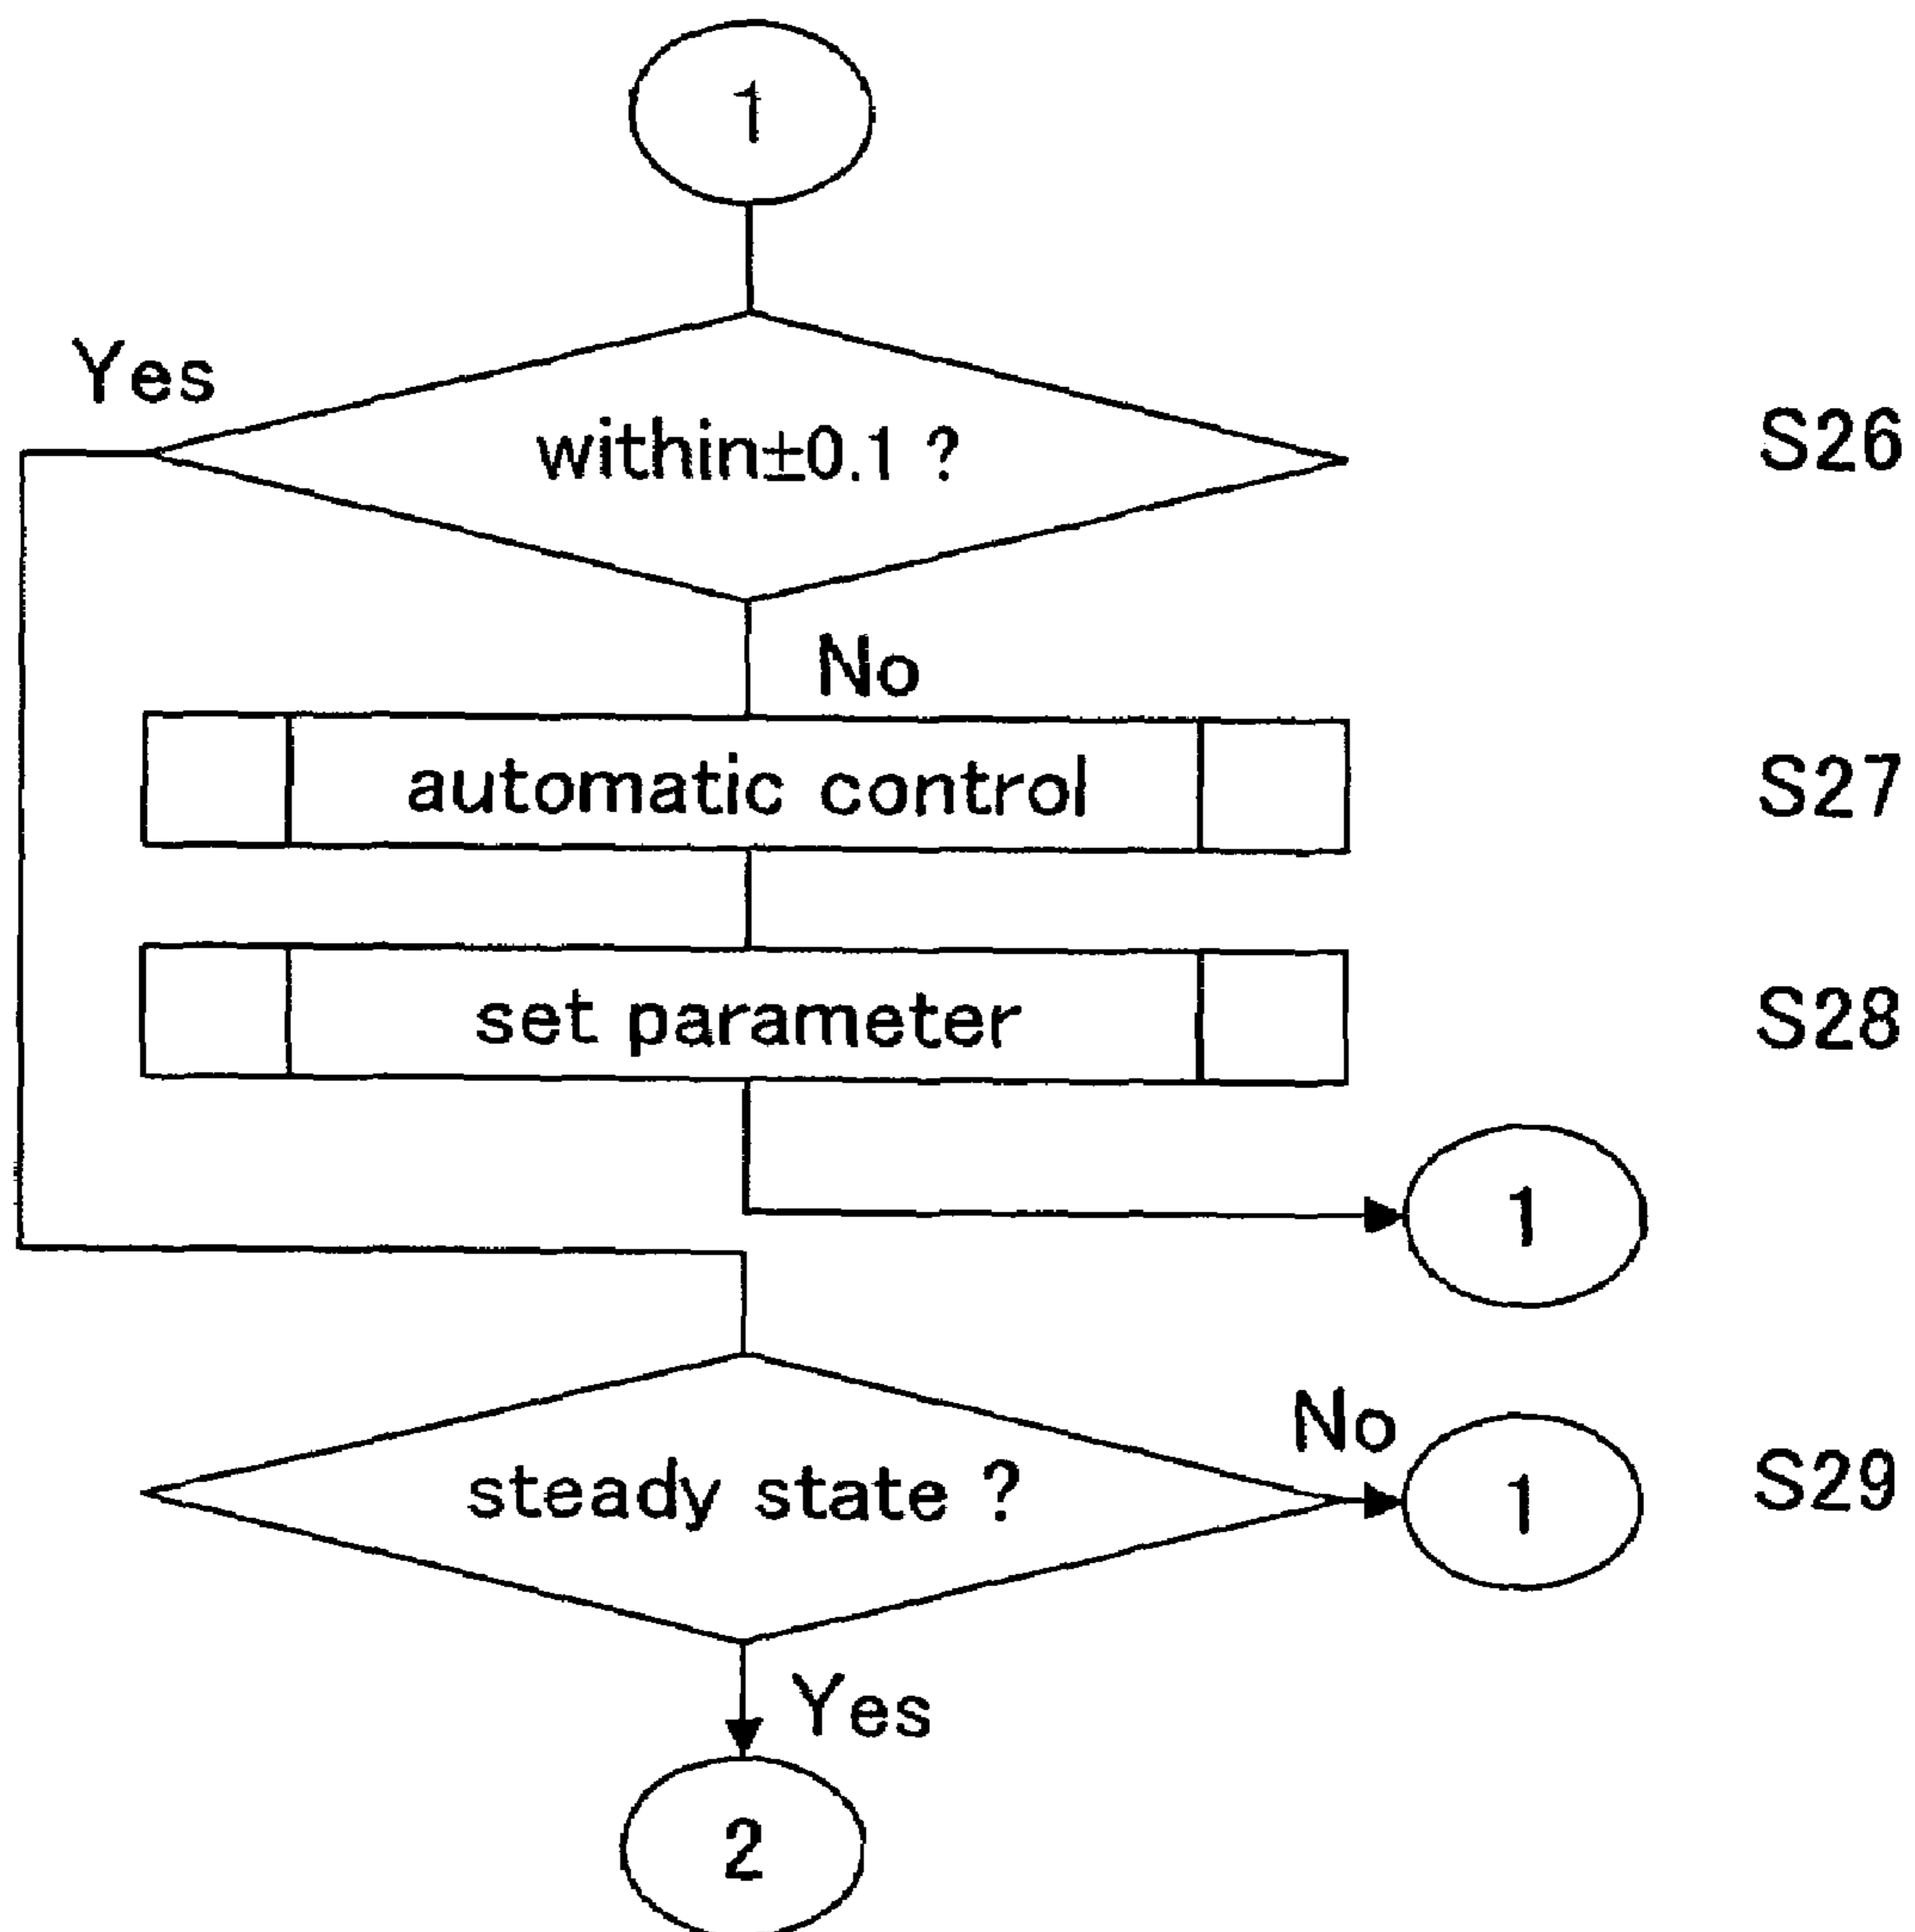 1
Yes
within±0.1 ?
S26
No
automatic control
S27
set parameter
S28
1
No
steady state ?
1
S29
Yes
2